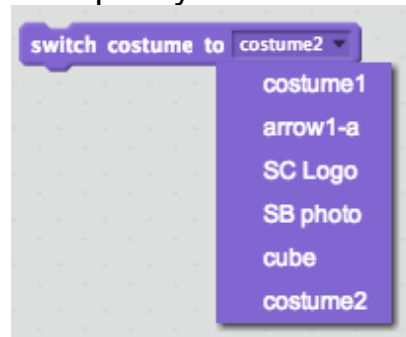 switch costume to costume2
costume1
arrow1-a
SC Logo
SB photo
cube
costume2